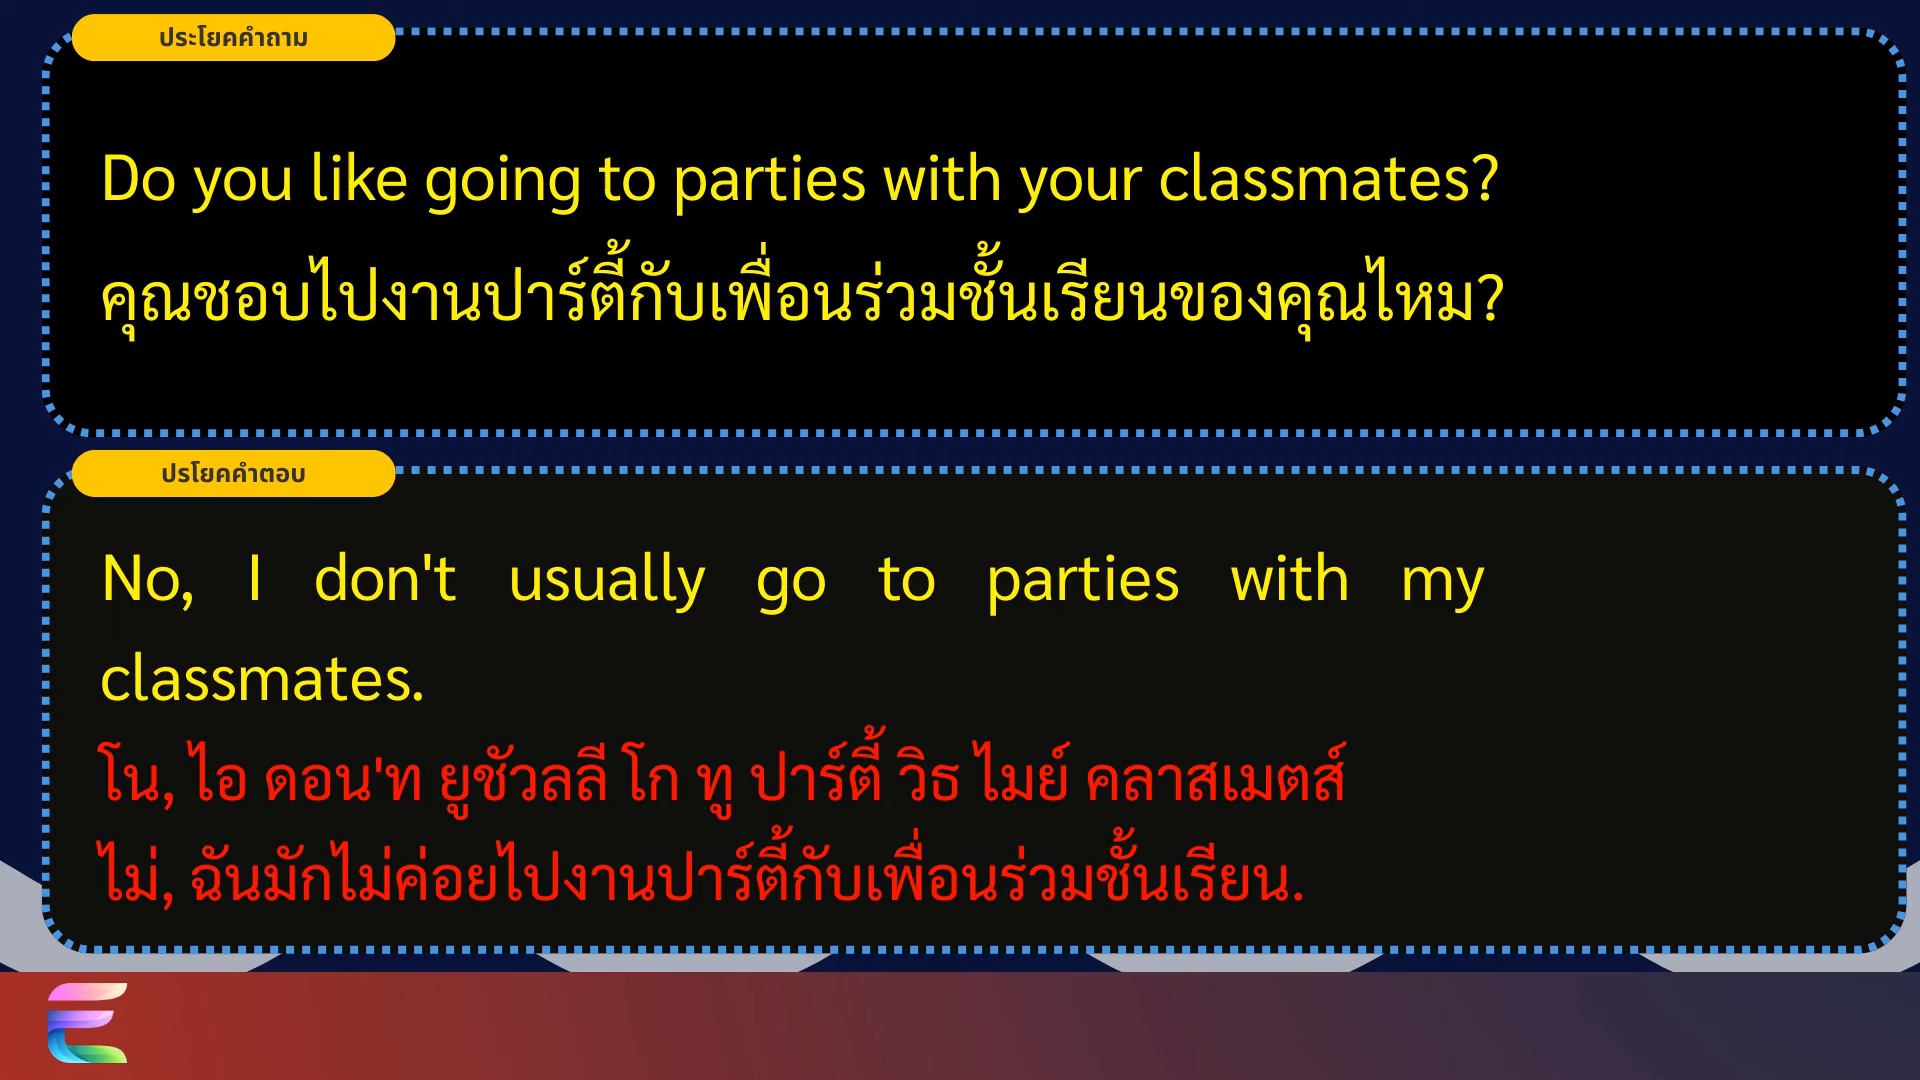 ประโยคคำถาม
Do you like going to parties with your classmates?
คุณชอบไปงานปาร์ตี้กับเพื่อนร่วมชั้นเรียนของคุณไหม?
ปรโยคคำตอบ
No, I don't usually go to parties with my
classmates.
โน, ไอ ดอน'ท ยูชัวลลี โก ทู ปาร์ตี้ วิธ ไมย์ คลาสเมตส์
ไม่, ฉันมักไม่ค่อยไปงานปาร์ตี้กับเพื่อนร่วมชั้นเรียน.